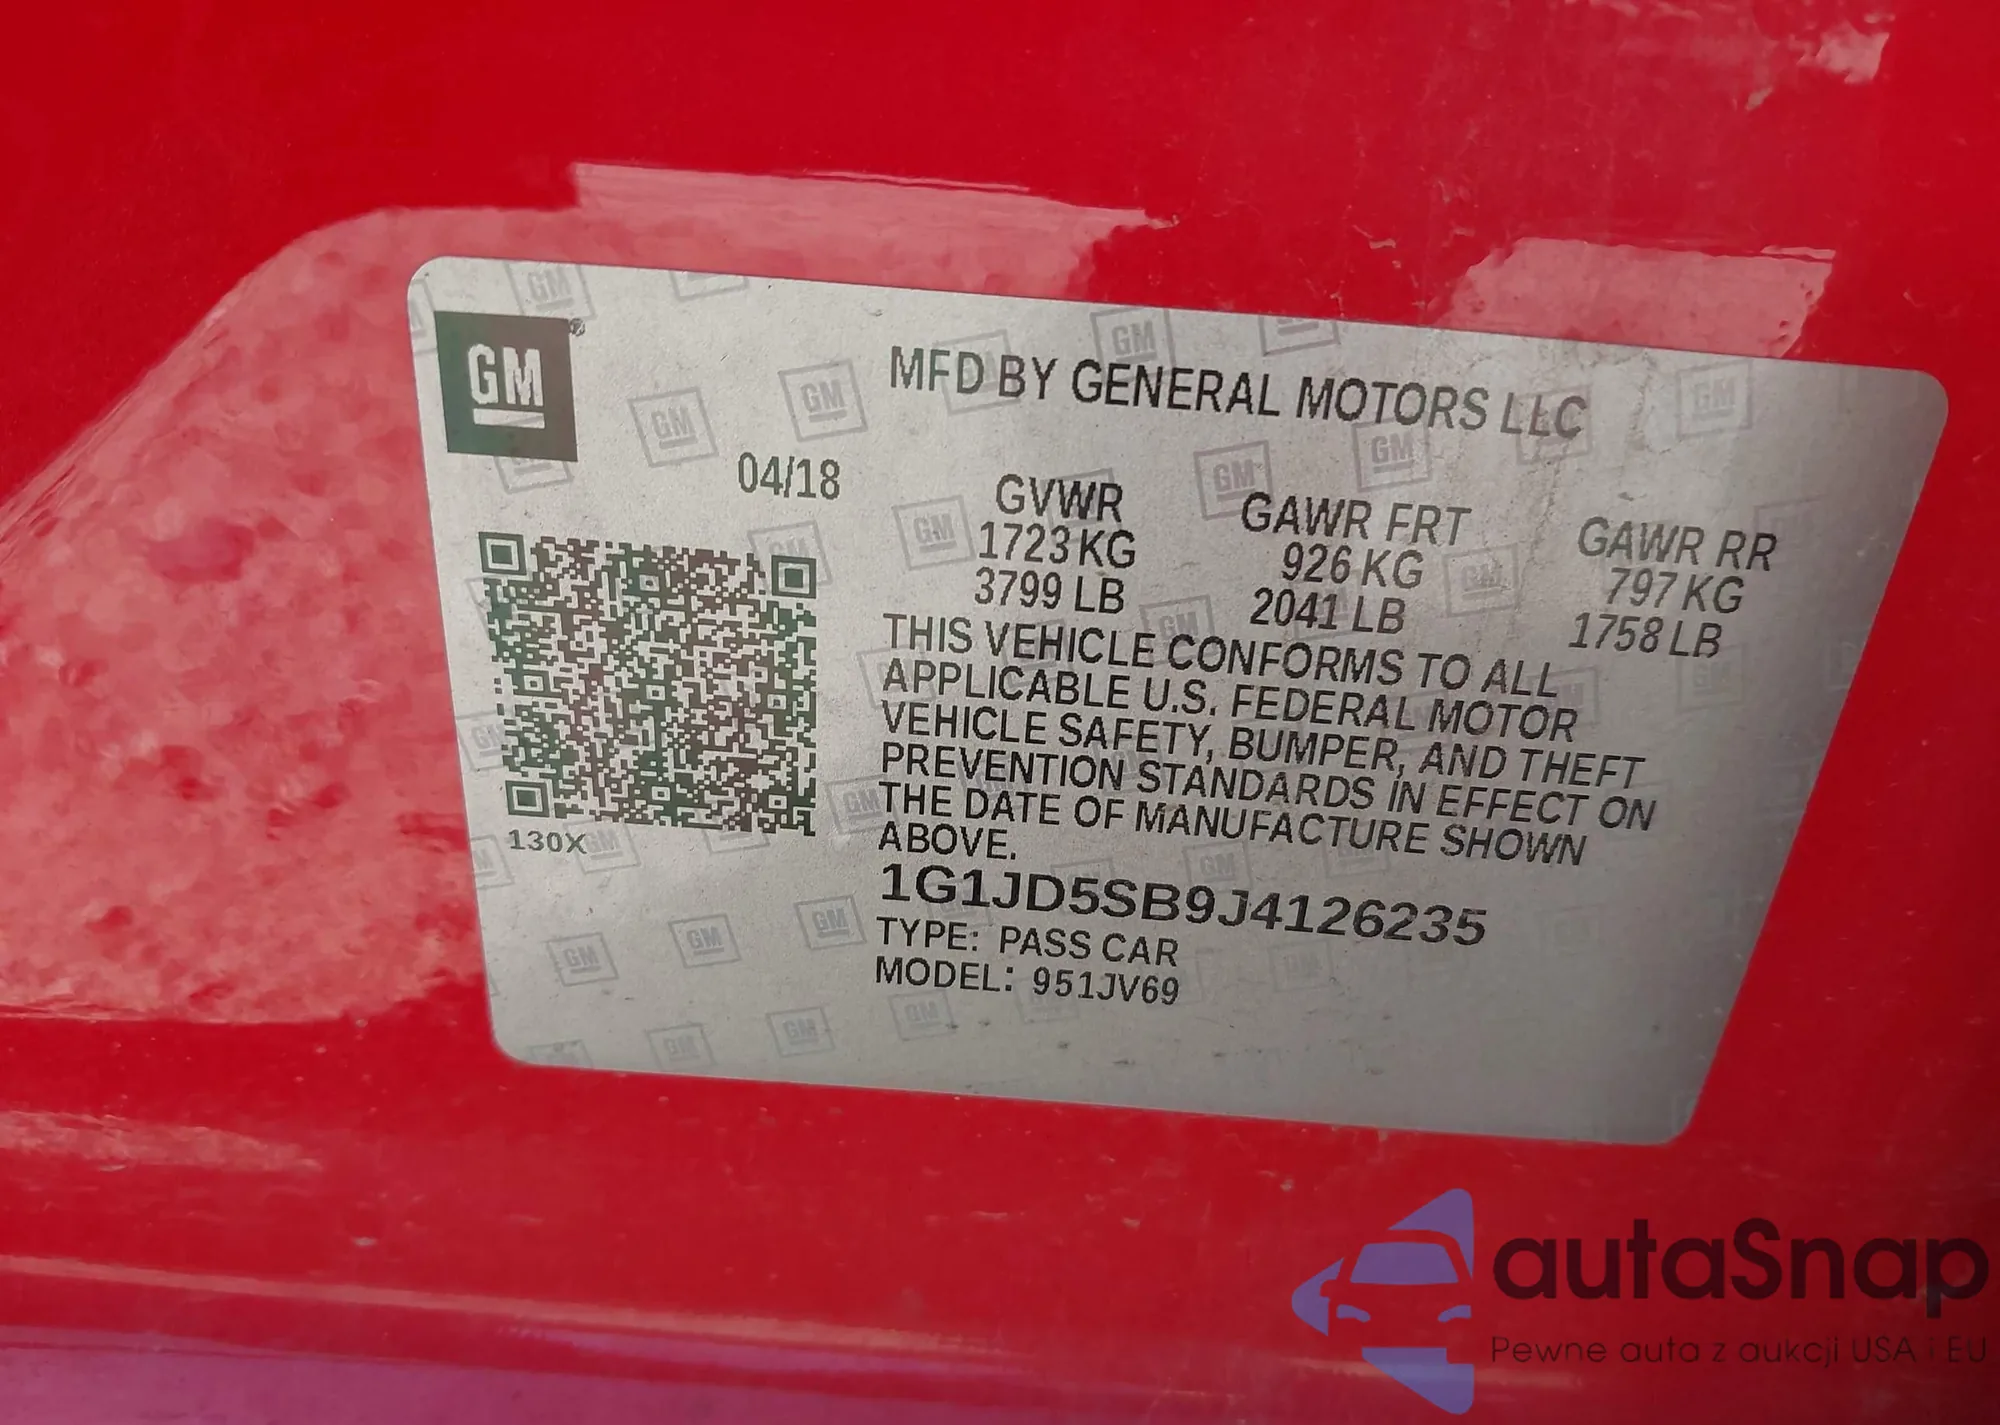 GM
MFD BY GENERAL MOTORS LLC
04/18
GVWR GAWR FRT GAWR RR
1723 KG 926 KG 797 KG
3799 LB 2041 LB 1758 LB
THIS VEHICLE CONFORMS TO ALL
APPLICABLE U.S. FEDERAL MOTOR
VEHICLE SAFETY, BUMPER, AND THEFT
PREVENTION STANDARDS IN EFFECT ON
THE DATE OF MANUFACTURE SHOWN
ABOVE.
130X
1G1JD5SB9J4126235
TYPE: PASS CAR
MODEL: 951JV69
autaSnap
Pewne auta z aukcji USA i EU